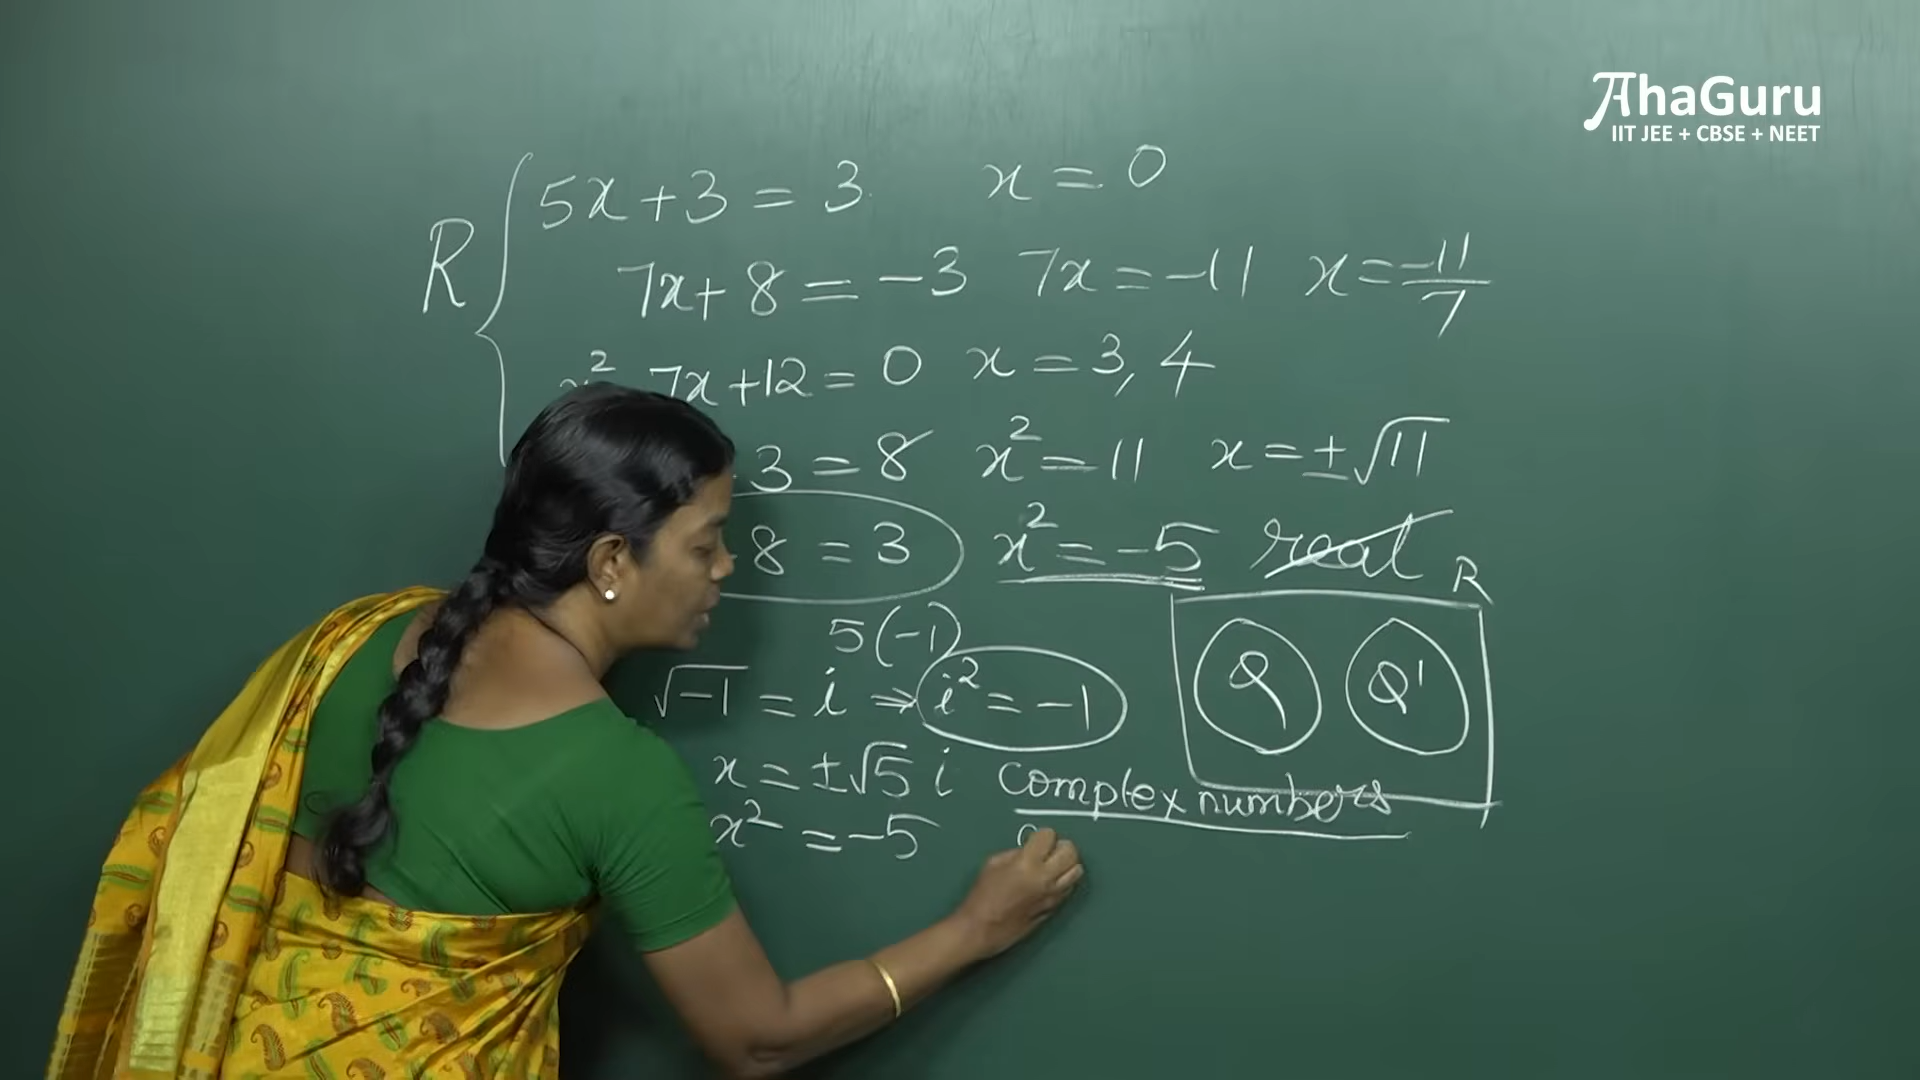 AhaGuru
IIT JEE + CBSE + NEET
R { 5x+3 = 3 x = 0
7x+8 = -3 7x = -11 x = -11/7
x² 7x+12 = 0 x = 3, 4
3 = 8 x² = 11 x = ±√11
8 = 3 x² = -5 real
5(-1) R
√-1 = i ⇒ i² = -1 Q Q'
x = ±√5 i complex numbers
x² = -5